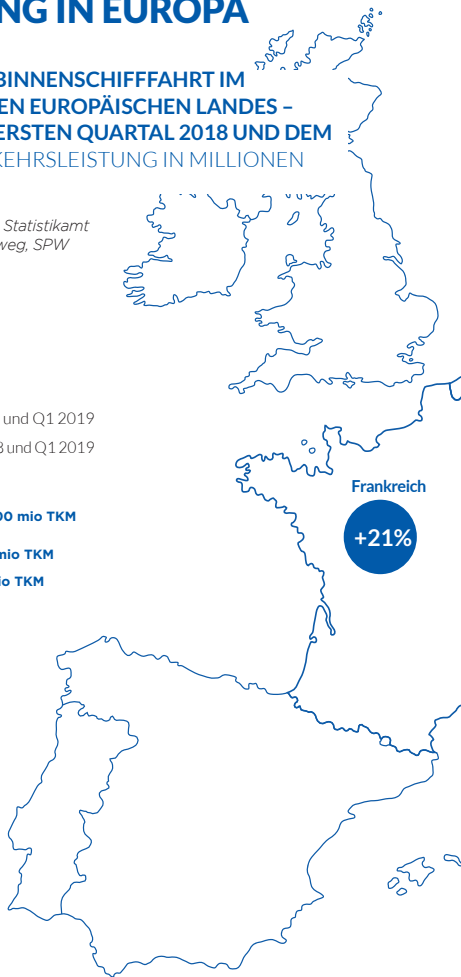 NG IN EUROPA
BINNENSCHIFFFAHRT IM
EN EUROPÄISCHEN LANDES –
ERSTEN QUARTAL 2018 UND DEM
KEHRSLEISTUNG IN MILLIONEN
Statistikamt
weg, SPW
und Q1 2019
8 und Q1 2019
00 mio TKM
mio TKM
io TKM
Frankreich
+21%